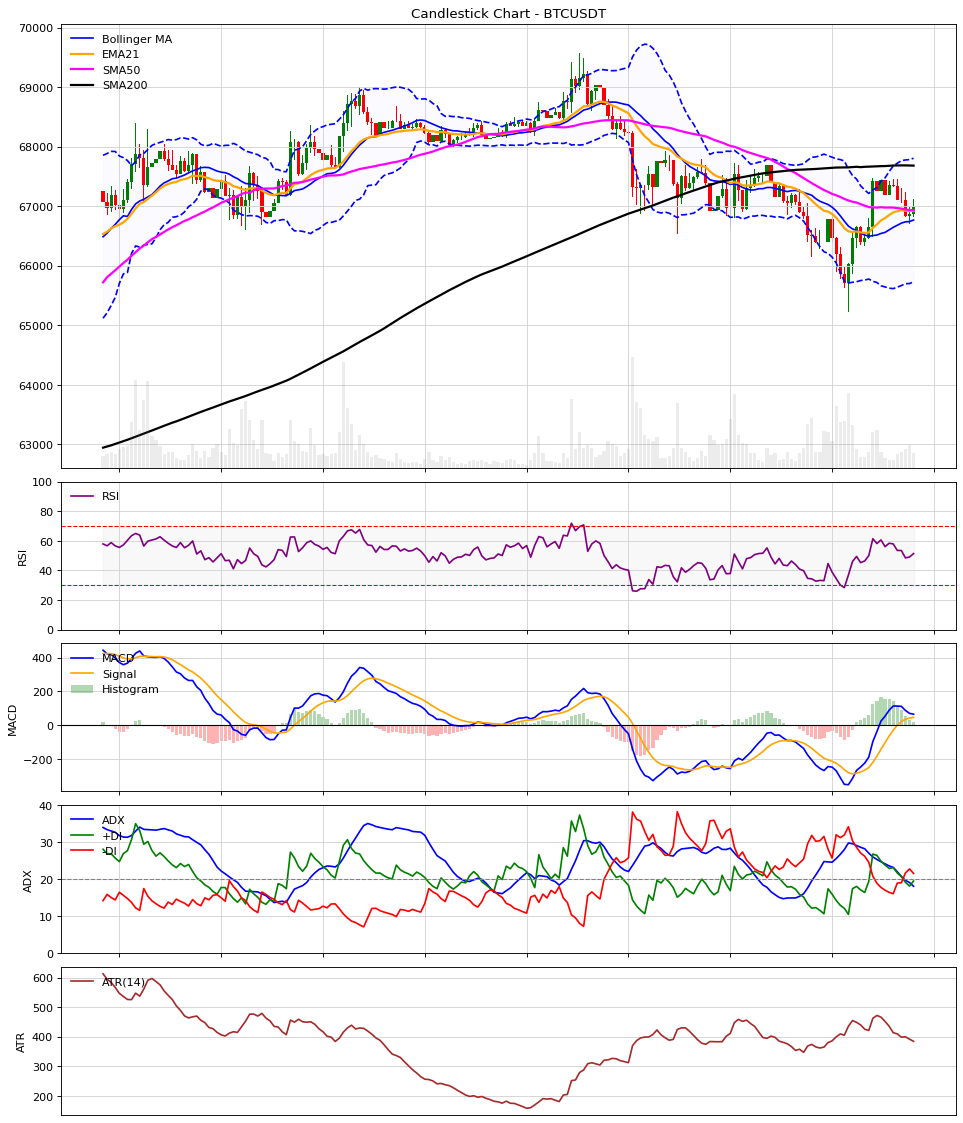 Candlestick Chart - BTCUSDT
70000
69000
68000
67000
66000
65000
64000
63000
Bollinger MA
EMA21
SMA50
SMA200
100
80
60
40
20
0
RSI
RSI
400
200
0
−200
MACD
MACD
Signal
Histogram
40
30
20
10
0
ADX
ADX
+DI
-DI
600
500
400
300
200
ATR
ATR(14)